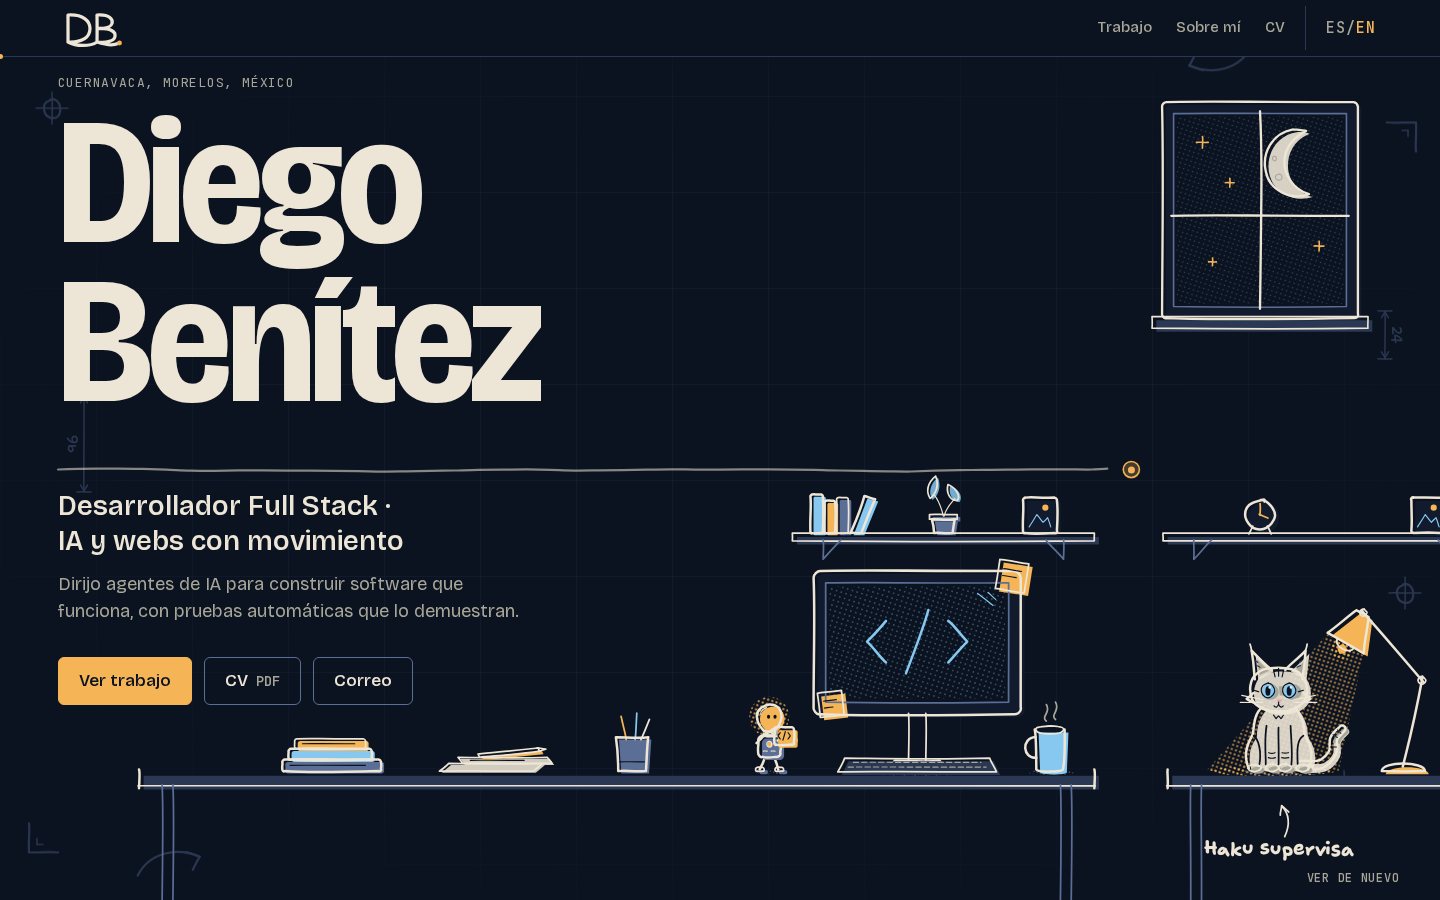 DB
Trabajo Sobre mí CV ES/EN
CUERNAVACA, MORELOS, MÉXICO
Diego
Benítez
24
96
Desarrollador Full Stack ·
IA y webs con movimiento
Dirijo agentes de IA para construir software que
funciona, con pruebas automáticas que lo demuestran.
</>
Ver trabajo CV PDF Correo
</>
Haku supervisa
VER DE NUEVO